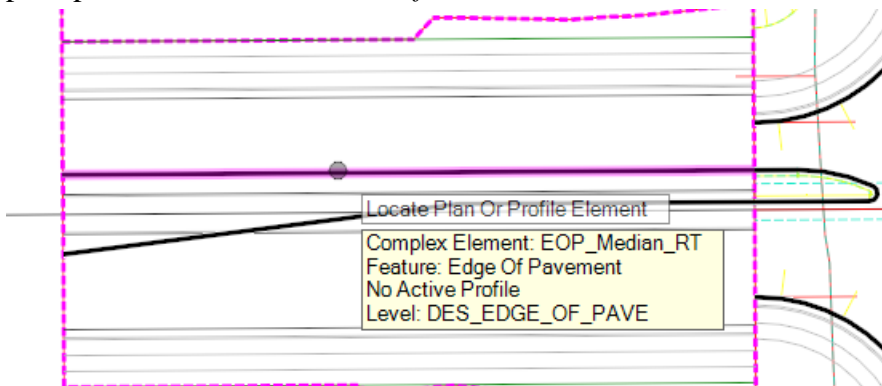 Locate Plan Or Profile Element
Complex Element: EOP_Median_RT
Feature: Edge Of Pavement
No Active Profile
Level: DES_EDGE_OF_PAVE